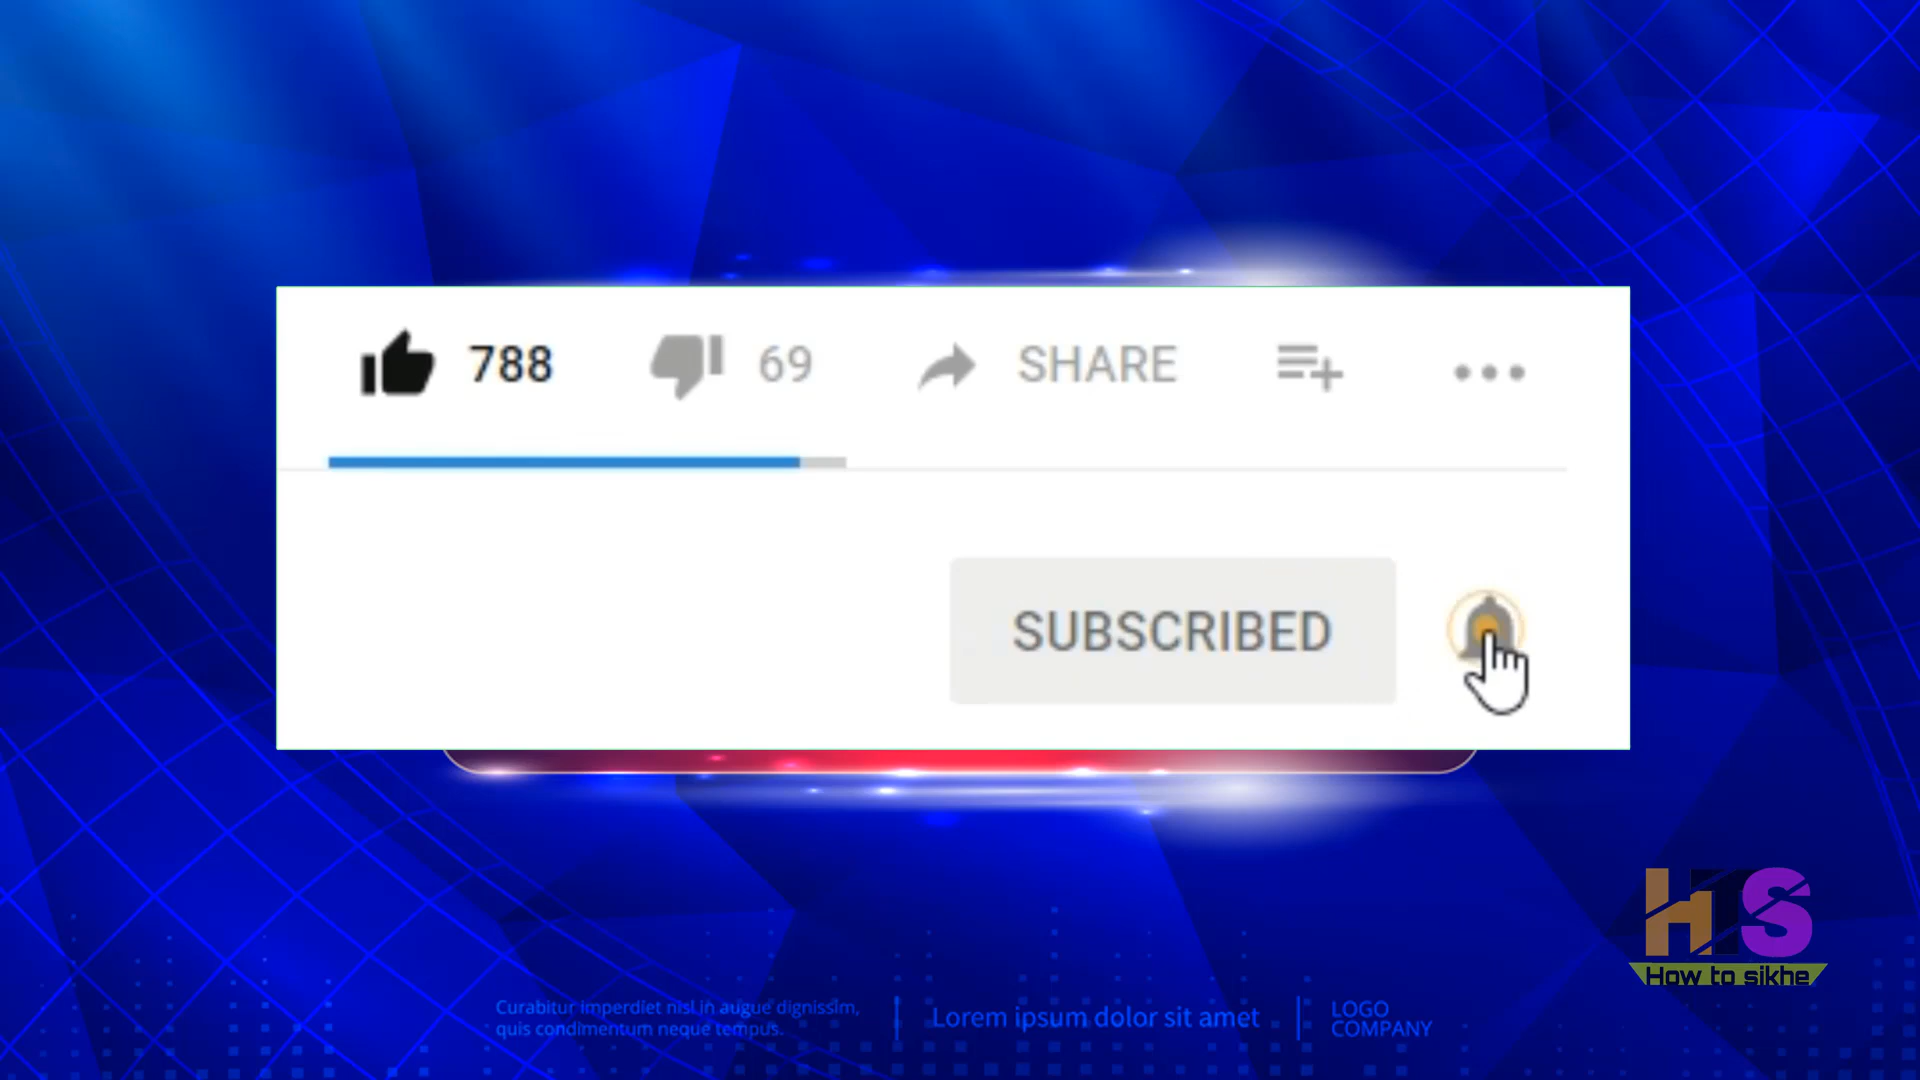 788
69
SHARE
SUBSCRIBED
HTS
How to sikhe
Curabitur imperdiet nisl in augue dignissim,
quis condimentum neque tempus.
Lorem ipsum dolor sit amet
LOGO
COMPANY